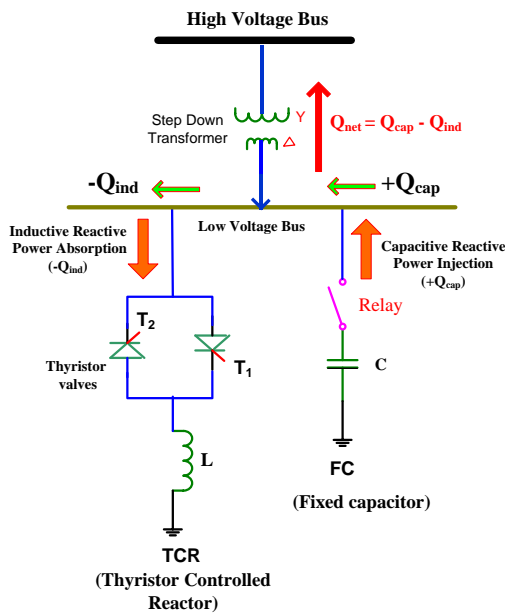 High Voltage Bus
Step Down
Transformer
Y
Δ
Qnet = Qcap - Qind
-Qind
+Qcap
Low Voltage Bus
Inductive Reactive
Power Absorption
(-Qind)
Capacitive Reactive
Power Injection
(+Qcap)
T2
T1
Thyristor
valves
Relay
C
L
FC
(Fixed capacitor)
TCR
(Thyristor Controlled
Reactor)